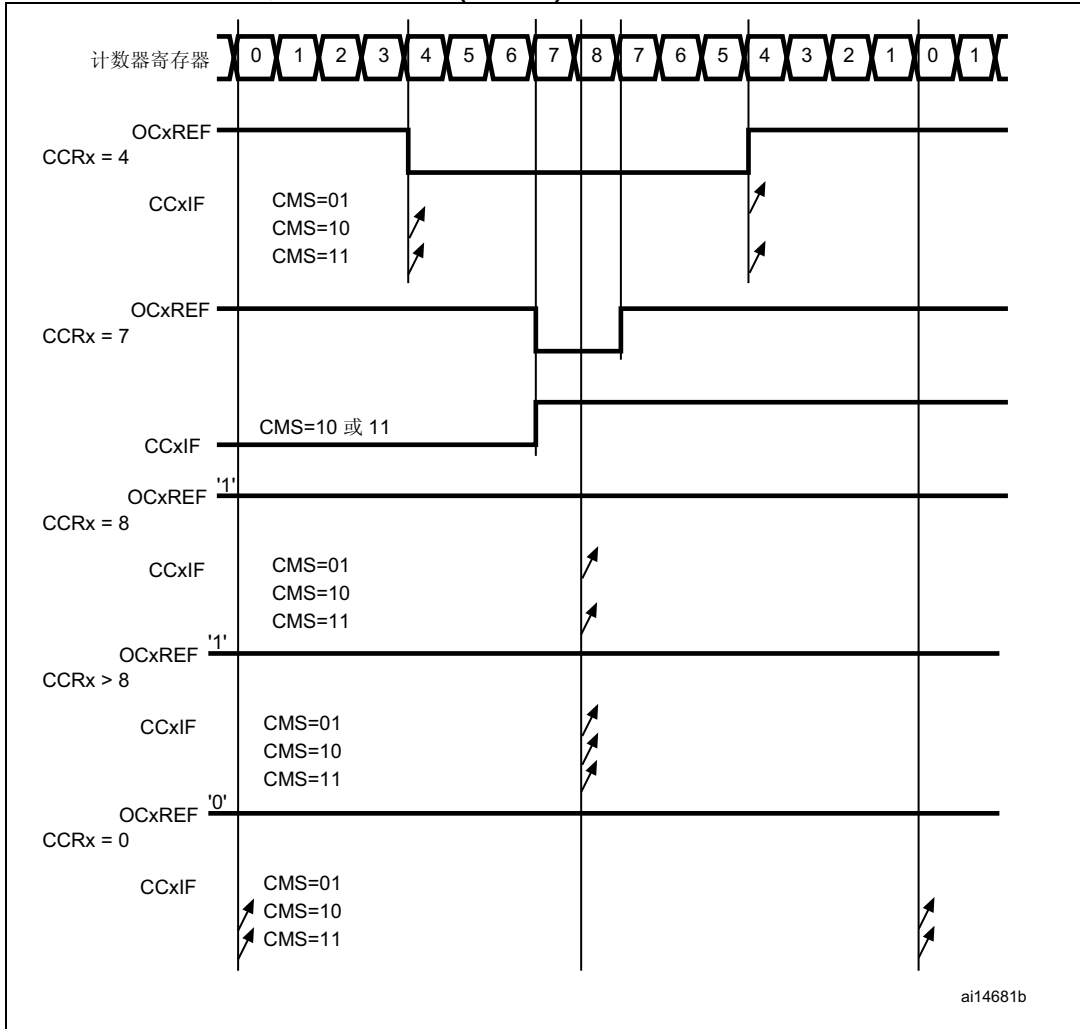 计数器寄存器 0 1 2 3 4 5 6 7 8 7 6 5 4 3 2 1 0 1
OCxREF
CCRx = 4
CCxIF
CMS=01
CMS=10
CMS=11
OCxREF
CCRx = 7
CMS=10 或 11
CCxIF
'1'
OCxREF
CCRx = 8
CCxIF
CMS=01
CMS=10
CMS=11
'1'
OCxREF
CCRx > 8
CCxIF
CMS=01
CMS=10
CMS=11
'0'
OCxREF
CCRx = 0
CCxIF
CMS=01
CMS=10
CMS=11
ai14681b